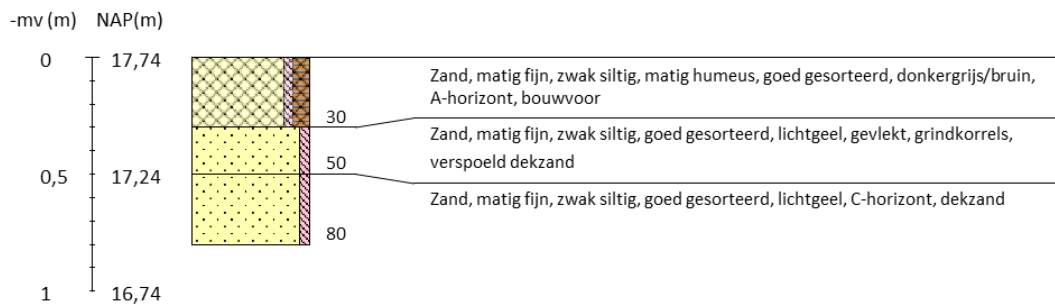 -mv (m) NAP(m)
0 17,74
Zand, matig fijn, zwak siltig, matig humeus, goed gesorteerd, donkergrijs/bruin,
A-horizont, bouwvoor
30
Zand, matig fijn, zwak siltig, goed gesorteerd, lichtgeel, gevlekt, grindkorrels,
verspoeld dekzand
50
0,5 17,24
Zand, matig fijn, zwak siltig, goed gesorteerd, lichtgeel, C-horizont, dekzand
80
1 16,74